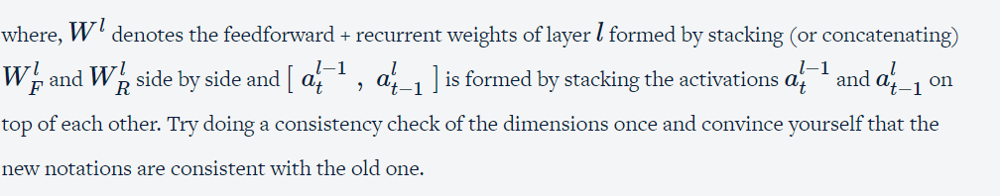 where, W^l denotes the feedforward + recurrent weights of layer l formed by stacking (or concatenating)
W_F^l and W_R^l side by side and [ a_t^{l-1} , a_{t-1}^l ] is formed by stacking the activations a_t^{l-1} and a_{t-1}^l on
top of each other. Try doing a consistency check of the dimensions once and convince yourself that the
new notations are consistent with the old one.